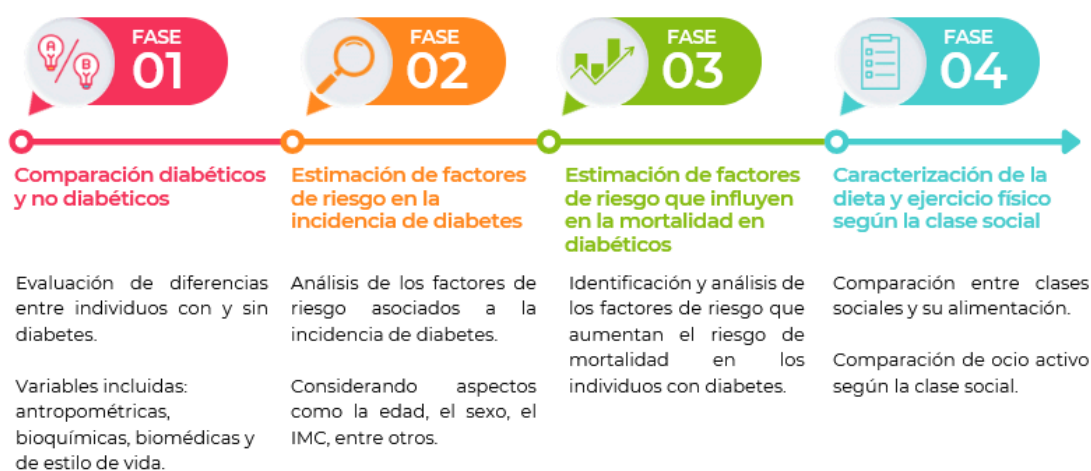 FASE
01
A
B
Comparación diabéticos
y no diabéticos
Evaluación de diferencias
entre individuos con y sin
diabetes.
Variables incluidas:
antropométricas,
bioquímicas, biomédicas y
de estilo de vida.
FASE
02
Estimación de factores
de riesgo en la
incidencia de diabetes
Análisis de los factores de
riesgo asociados a la
incidencia de diabetes.
Considerando aspectos
como la edad, el sexo, el
IMC, entre otros.
FASE
03
Estimación de factores
de riesgo que influyen
en la mortalidad en
diabéticos
Identificación y análisis de
los factores de riesgo que
aumentan el riesgo de
mortalidad en los
individuos con diabetes.
FASE
04
Caracterización de la
dieta y ejercicio físico
según la clase social
Comparación entre clases
sociales y su alimentación.
Comparación de ocio activo
según la clase social.